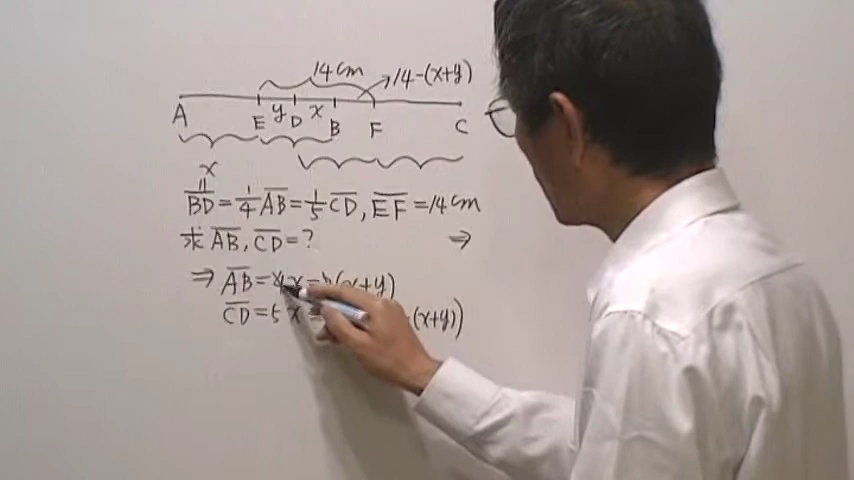 14 cm
14-(x+y)
A E y D x B F C
x
=
BD=1/4 AB=1/5 CD, EF=14 cm
求 AB, CD=?
⇒
⇒ AB=4x= (x+y)
CD=5x= (x+y))